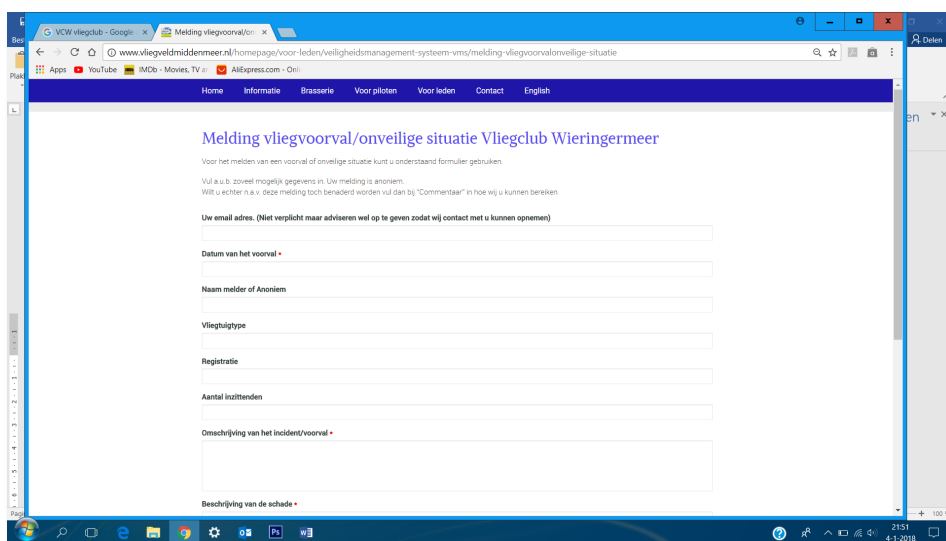 VCW vliegclub - Google
Melding vliegvoorval/on
Delen
www.vliegveldmiddenmeer.nl/homepage/voor-leden/veiligheidsmanagement-systeem-vms/melding-vliegvoorvalonveilige-situatie
Apps YouTube IMDb - Movies, TV a AliExpress.com - Onli
Home Informatie Brasserie Voor piloten Voor leden Contact English
Melding vliegvoorval/onveilige situatie Vliegclub Wieringermeer
Voor het melden van een voorval of onveilige situatie kunt u onderstaand formulier gebruiken.
Vul a.u.b. zoveel mogelijk gegevens in. Uw melding is anoniem.
Wilt u echter n.a.v. deze melding toch benaderd worden vul dan bij "Commentaar" in hoe wij u kunnen bereiken
Uw email adres. (Niet verplicht maar adviseren wel op te geven zodat wij contact met u kunnen opnemen)
Datum van het voorval •
Naam melder of Anoniem
Vliegtuigtype
Registratie
Aantal inzittenden
Omschrijving van het incident/voorval •
Beschrijving van de schade •
21:51
4-1-2018